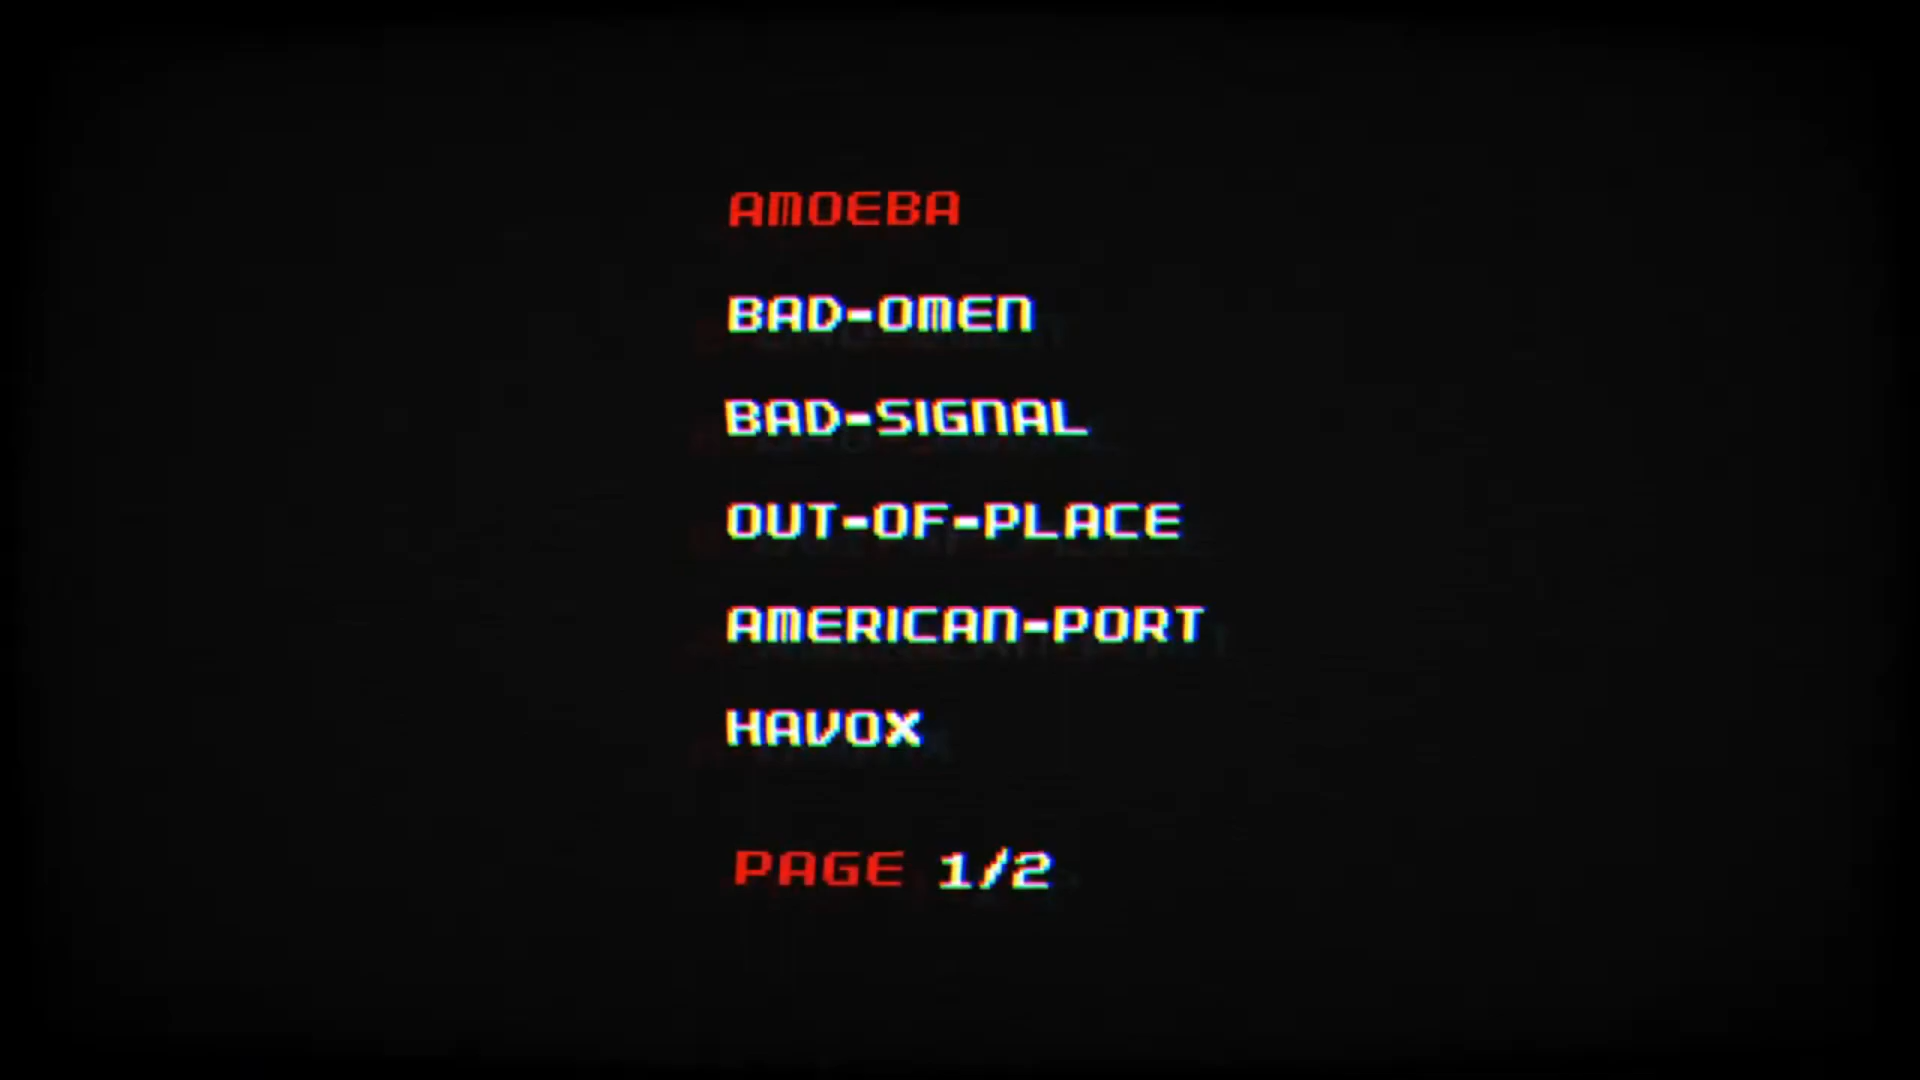 AMOEBA
BAD-OMEN
BAD-SIGNAL
OUT-OF-PLACE
AMERICAN-PORT
HAVOX
PAGE 1/2